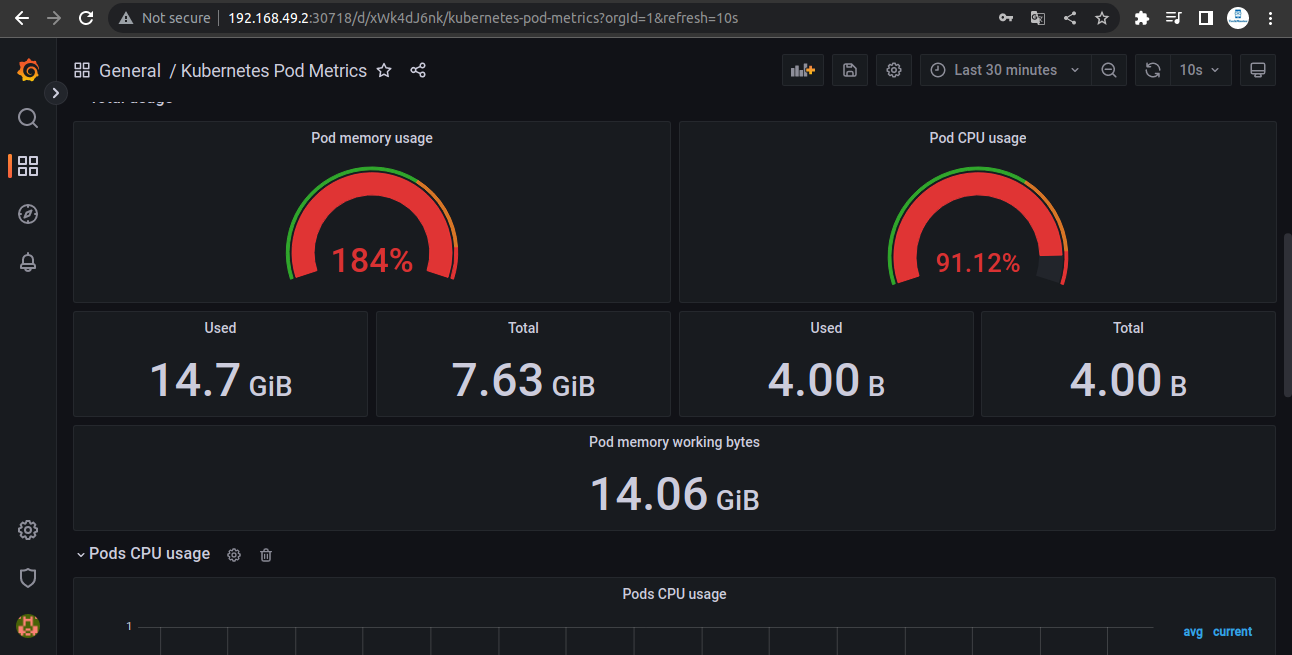 Not secure 192.168.49.2:30718/d/xWk4dJ6nk/kubernetes-pod-metrics?orgId=1&refresh=10s
General / Kubernetes Pod Metrics
Last 30 minutes
10s
Total usage
Pod memory usage
184%
Pod CPU usage
91.12%
Used
14.7 GiB
Total
7.63 GiB
Used
4.00 B
Total
4.00 B
Pod memory working bytes
14.06 GiB
Pods CPU usage
Pods CPU usage
1
avg current